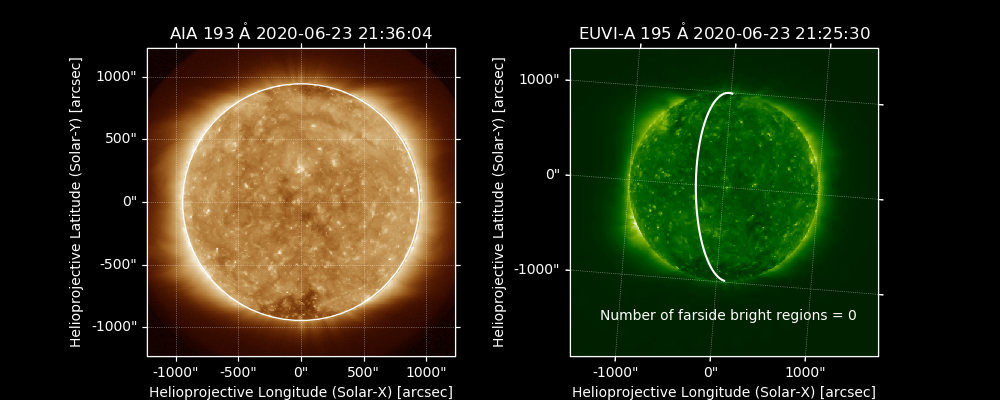 AIA 193 Å 2020-06-23 21:36:04
1000"
500"
0"
-500"
-1000"
Helioprojective Latitude (Solar-Y) [arcsec]
-1000" -500" 0" 500" 1000"
Helioprojective Longitude (Solar-X) [arcsec]
EUVI-A 195 Å 2020-06-23 21:25:30
1000"
0"
-1000"
Helioprojective Latitude (Solar-Y) [arcsec]
Number of farside bright regions = 0
-1000" 0" 1000"
Helioprojective Longitude (Solar-X) [arcsec]